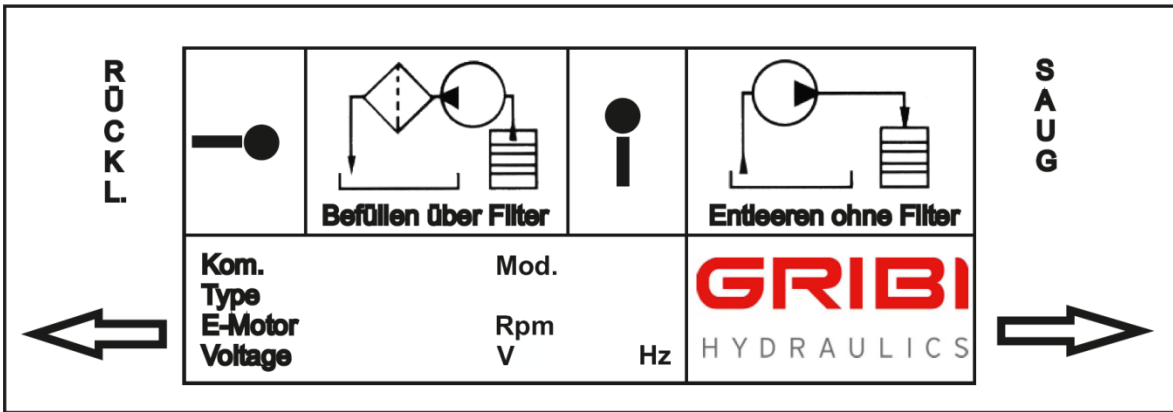 RÜCKL.
Befüllen über Filter
Entleeren ohne Filter
SAUG
Kom. Mod.
Type
E-Motor Rpm
Voltage V Hz
GRIBI
HYDRAULICS